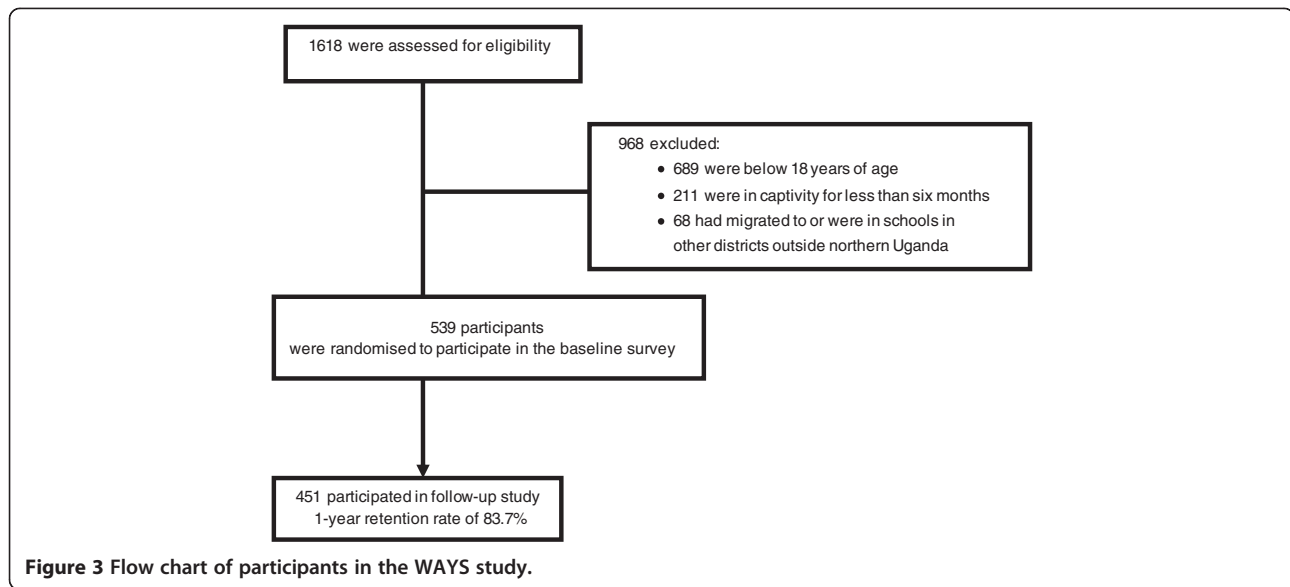 1618 were assessed for eligibility
968 excluded:
• 689 were below 18 years of age
• 211 were in captivity for less than six months
• 68 had migrated to or were in schools in
other districts outside northern Uganda
539 participants
were randomised to participate in the baseline survey
451 participated in follow-up study
1-year retention rate of 83.7%
Figure 3 Flow chart of participants in the WAYS study.